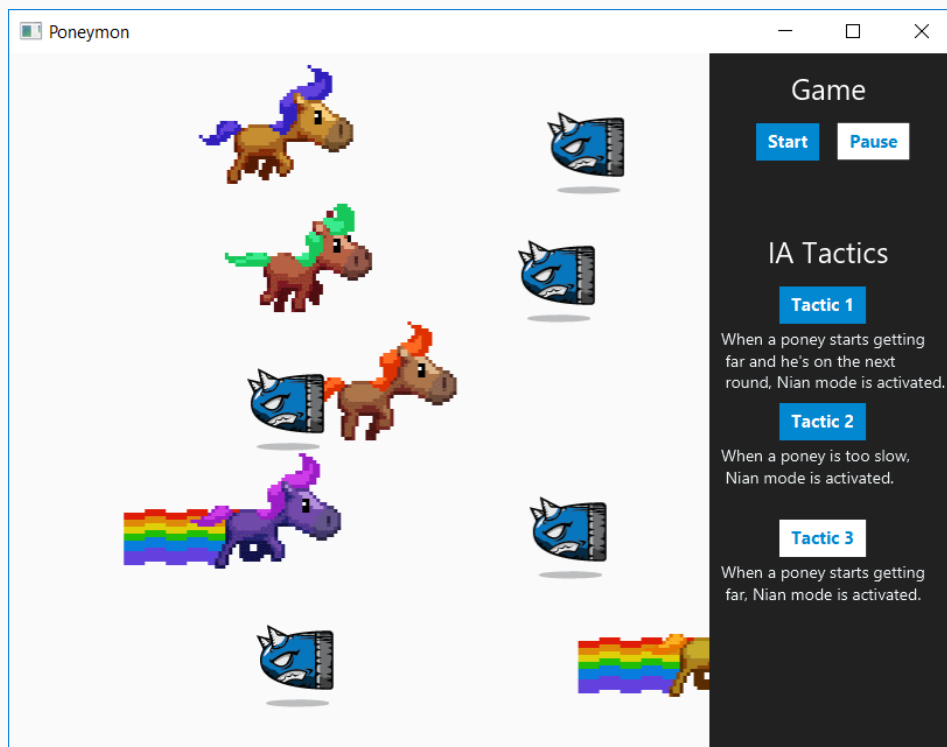 Poneymon
Game
Start Pause
IA Tactics
Tactic 1
When a poney starts getting
far and he's on the next
round, Nian mode is activated.
Tactic 2
When a poney is too slow,
Nian mode is activated.
Tactic 3
When a poney starts getting
far, Nian mode is activated.